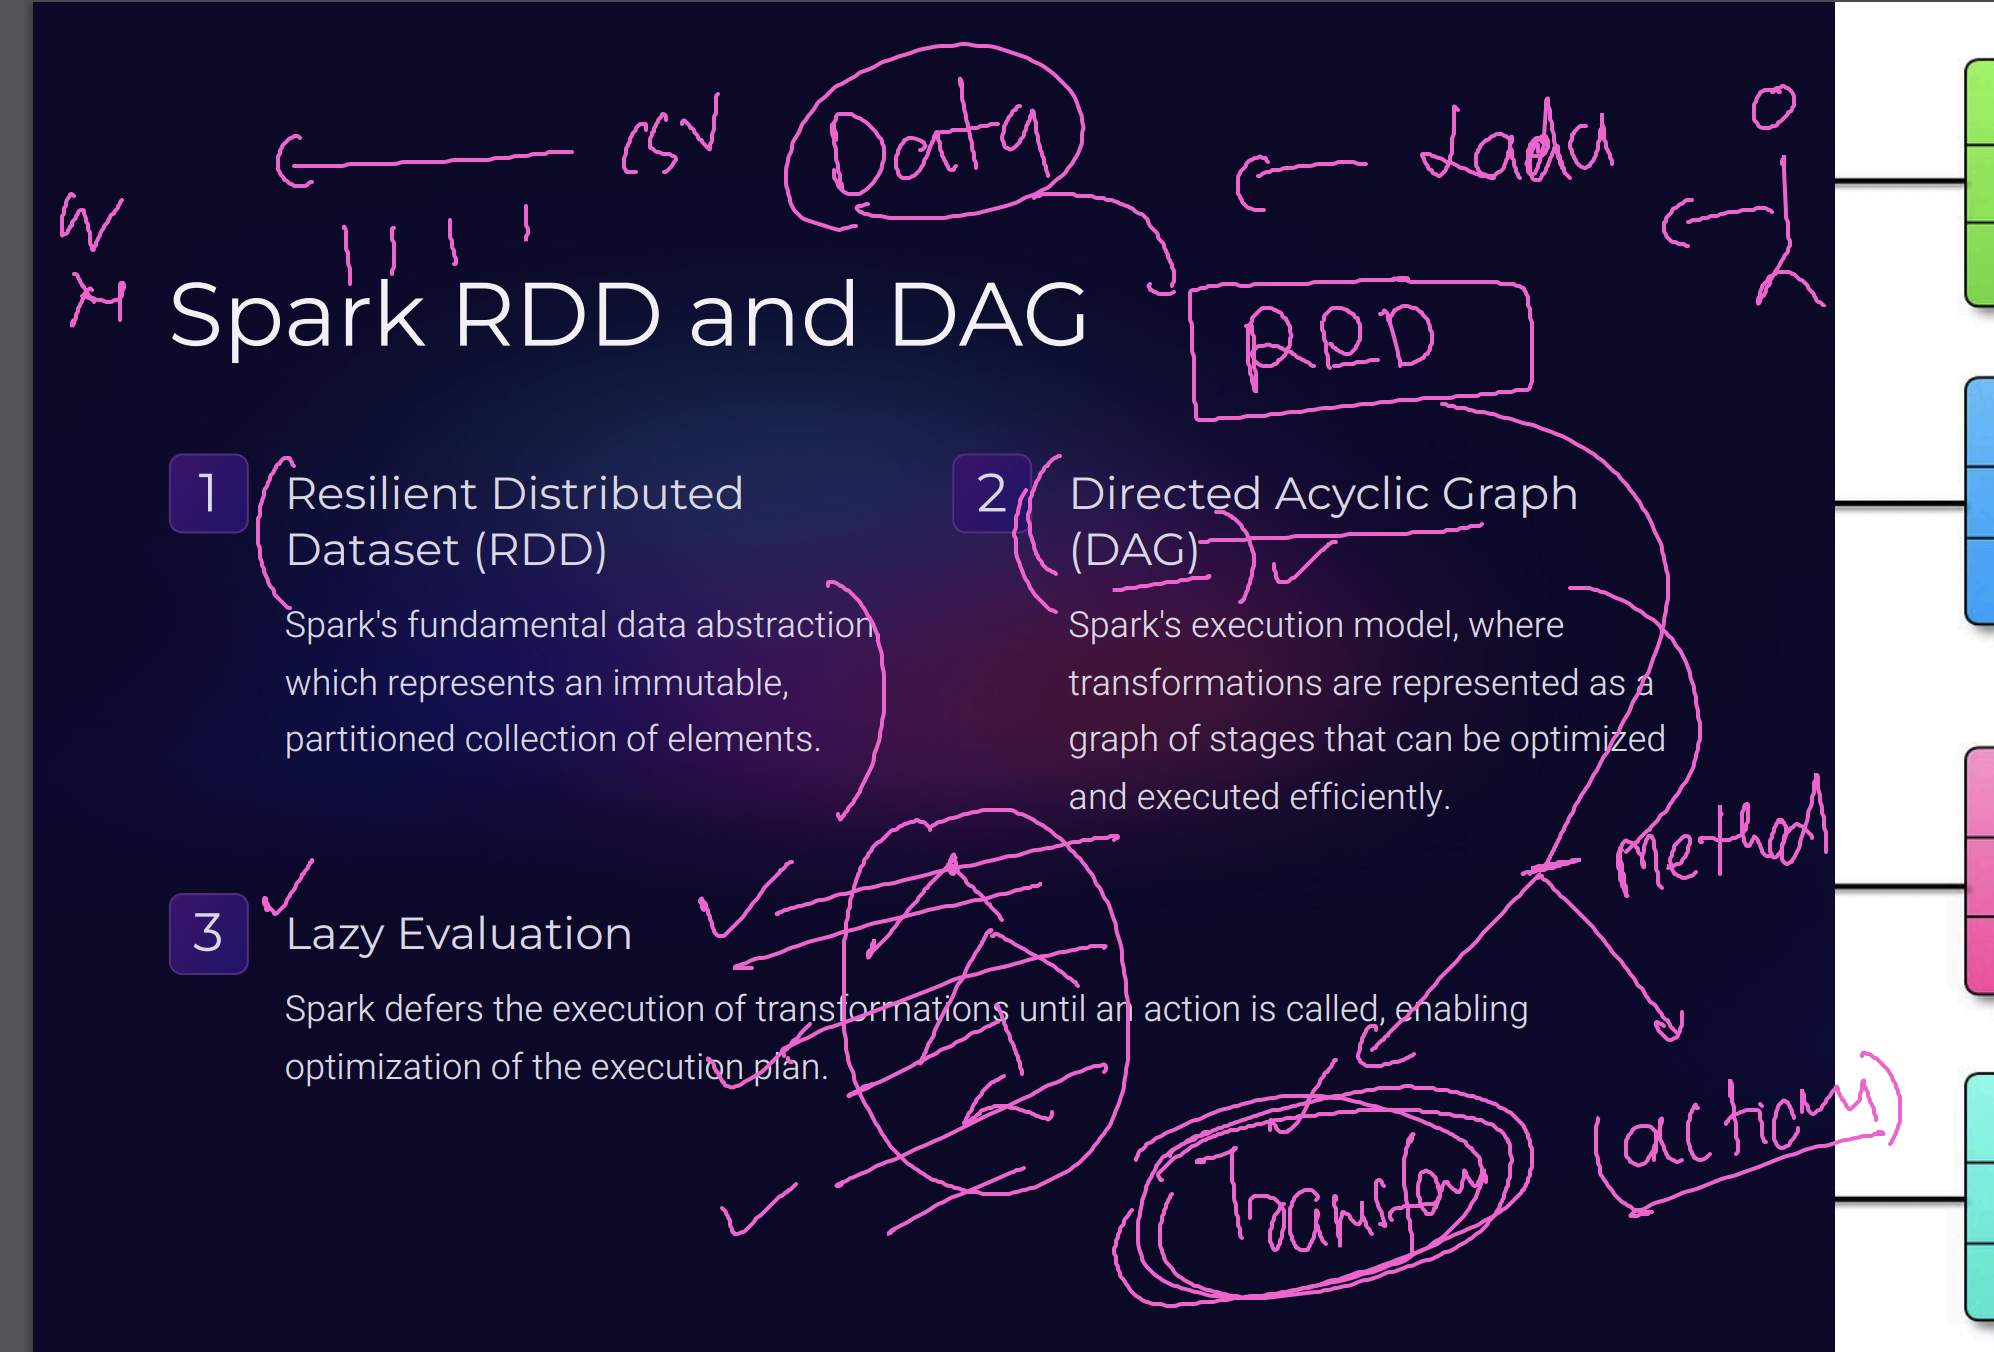 CSV
Data
Spark RDD and DAG
RDD
1
Resilient Distributed
Dataset (RDD)
Spark's fundamental data abstraction
which represents an immutable,
partitioned collection of elements.
2
Directed Acyclic Graph
(DAG)
Spark's execution model, where
transformations are represented as a
graph of stages that can be optimized
and executed efficiently.
method
3
Lazy Evaluation
Spark defers the execution of transformations until an action is called, enabling
optimization of the execution plan.
(action)